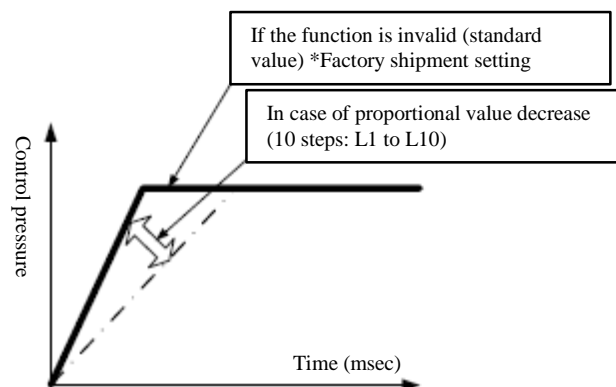 If the function is invalid (standard
value) *Factory shipment setting
In case of proportional value decrease
(10 steps: L1 to L10)
Control pressure
Time (msec)